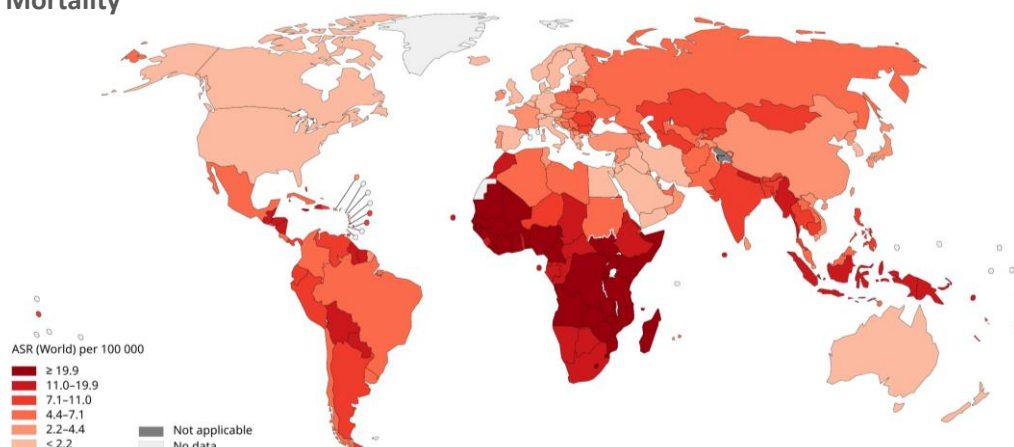 Mortality
ASR (World) per 100 000
≥ 19.9
11.0–19.9
7.1–11.0
4.4–7.1
2.2–4.4
< 2.2
Not applicable
No data